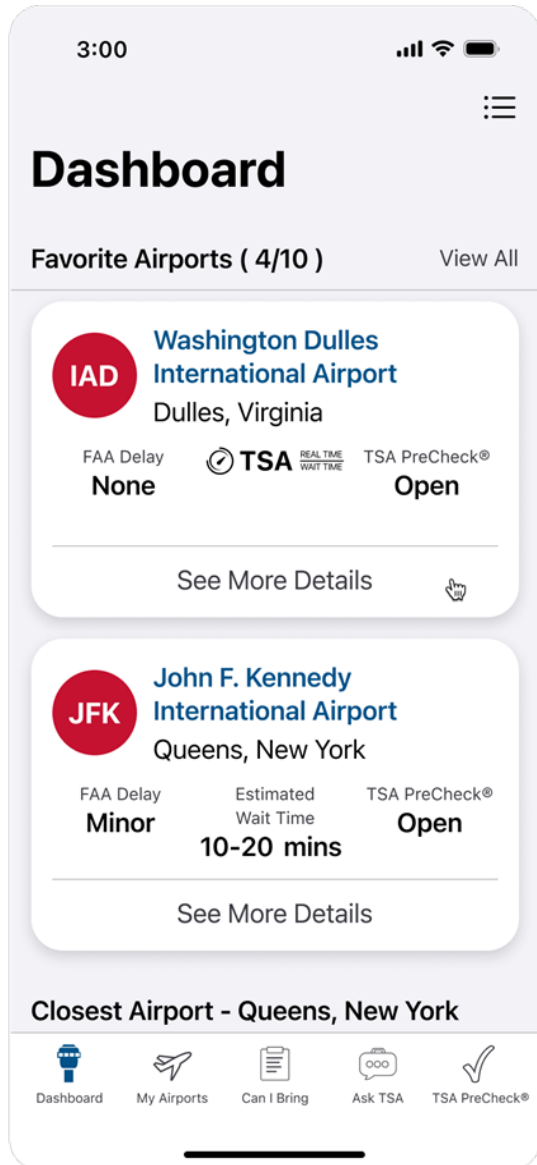 3:00
Dashboard
Favorite Airports ( 4/10 ) View All
IAD
Washington Dulles
International Airport
Dulles, Virginia
FAA Delay
None
TSA REAL TIME
WAIT TIME
TSA PreCheck®
Open
See More Details
JFK
John F. Kennedy
International Airport
Queens, New York
FAA Delay
Minor
Estimated
Wait Time
10-20 mins
TSA PreCheck®
Open
See More Details
Closest Airport - Queens, New York
Dashboard My Airports Can I Bring Ask TSA TSA PreCheck®